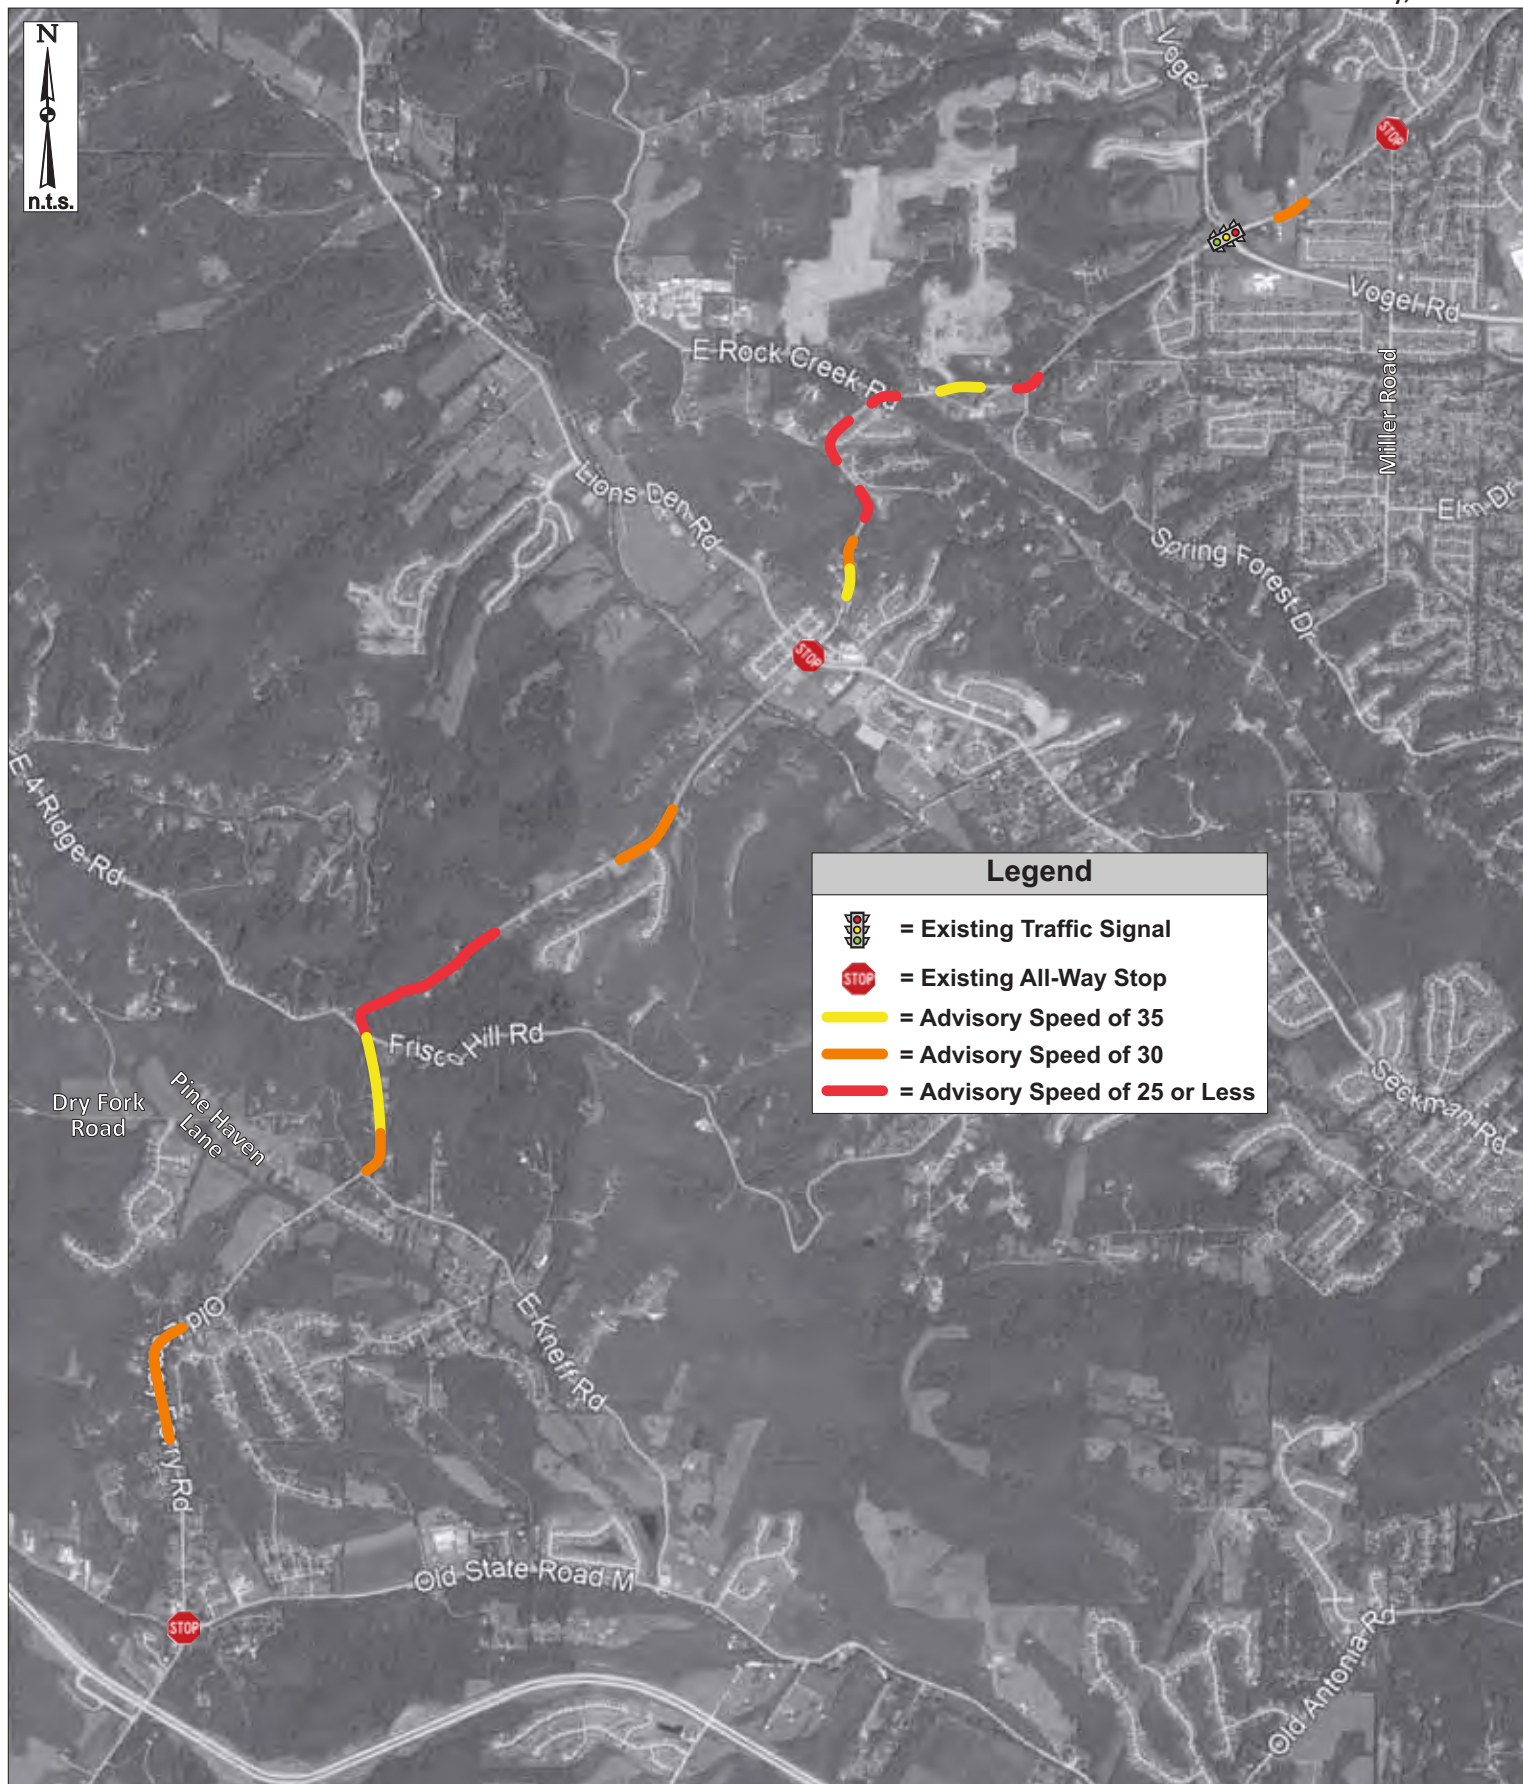 N
n.t.s.
Vogel
STOP
Vogel Rd
E Rock Creek Rd
Miller Road
Lions Den Rd
Elm Dr
Spring Forest Dr
STOP
E 4 Ridge Rd
Legend
= Existing Traffic Signal
STOP
= Existing All-Way Stop
= Advisory Speed of 35
= Advisory Speed of 30
= Advisory Speed of 25 or Less
Frisco Hill Rd
Dry Fork
Road
Pine Haven
Lane
Seckman Rd
Old
E Kneff Rd
Rd
Old State Road M
STOP
Old Antonia Rd